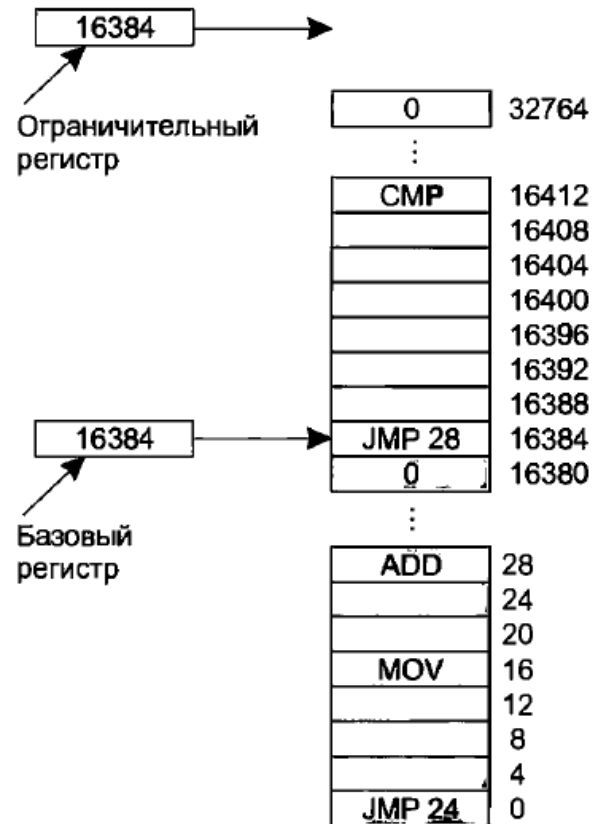 16384
Ограничительный
регистр
0 32764
CMP 16412
16408
16404
16400
16396
16392
16388
16384 JMP 28 16384
0 16380
Базовый
регистр
ADD 28
24
20
MOV 16
12
8
4
JMP 24 0